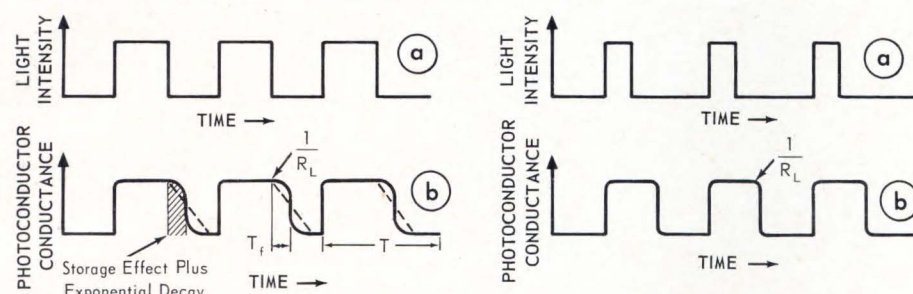 LIGHT
INTENSITY
a
TIME
PHOTOCONDUCTOR
CONDUCTANCE
1
R_L
b
T_f
T
Storage Effect Plus
Exponential Decay
TIME
LIGHT
INTENSITY
a
TIME
PHOTOCONDUCTOR
CONDUCTANCE
1
R_L
b
TIME